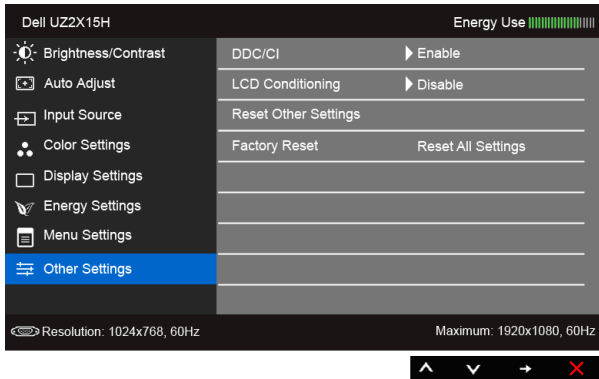 Dell UZ2X15H Energy Use
Brightness/Contrast DDC/CI Enable
Auto Adjust LCD Conditioning Disable
Input Source Reset Other Settings
Color Settings Factory Reset Reset All Settings
Display Settings
Energy Settings
Menu Settings
Other Settings
Resolution: 1024x768, 60Hz Maximum: 1920x1080, 60Hz